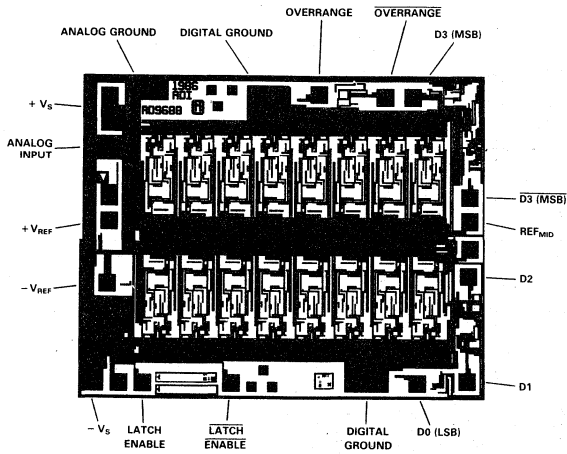 OVERRANGE
OVERRANGE
D3 (MSB)
ANALOG GROUND
DIGITAL GROUND
1986
ADI
AD9688
+ VS
ANALOG
INPUT
D3 (MSB)
+ VREF
REFMID
− VREF
D2
D1
− VS
LATCH
ENABLE
LATCH
ENABLE
DIGITAL
GROUND
D0 (LSB)